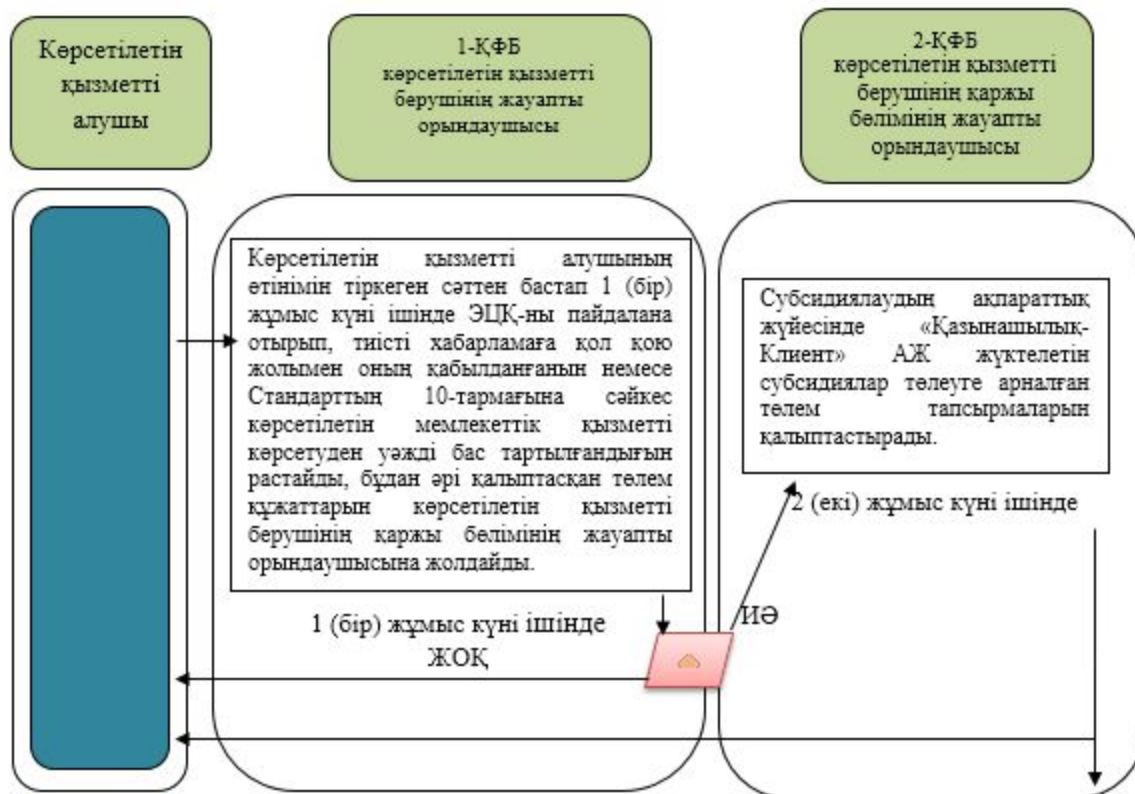 Көрсетілетін
қызметті
алушы
1-ҚФБ
көрсетілетін қызметті
берушінің жауапты
орындаушысы
2-ҚФБ
көрсетілетін қызметті
берушінің қаржы
бөлімінің жауапты
орындаушысы
Көрсетілетін қызметті алушының
өтінімін тіркеген сәттен бастап 1 (бір)
жұмыс күні ішінде ЭЦҚ-ны пайдалана
отырып, тиісті хабарламаға қол қою
жолымен оның қабылданғанын немесе
Стандарттың 10-тармағына сәйкес
көрсетілетін мемлекеттік қызметті
көрсетуден уәжді бас тартылғандығын
растайды, бұдан әрі қалыптасқан төлем
құжаттарын көрсетілетін қызметті
берушінің қаржы бөлімінің жауапты
орындаушысына жолдайды.
1 (бір) жұмыс күні ішінде
ЖОҚ
ИӘ
Субсидиялаудың ақпараттық
жүйесінде «Қазынашылық-
Клиент» АЖ жүктелетін
субсидиялар төлеуге арналған
төлем тапсырмаларын
қалыптастырады.
2 (екі) жұмыс күні ішінде